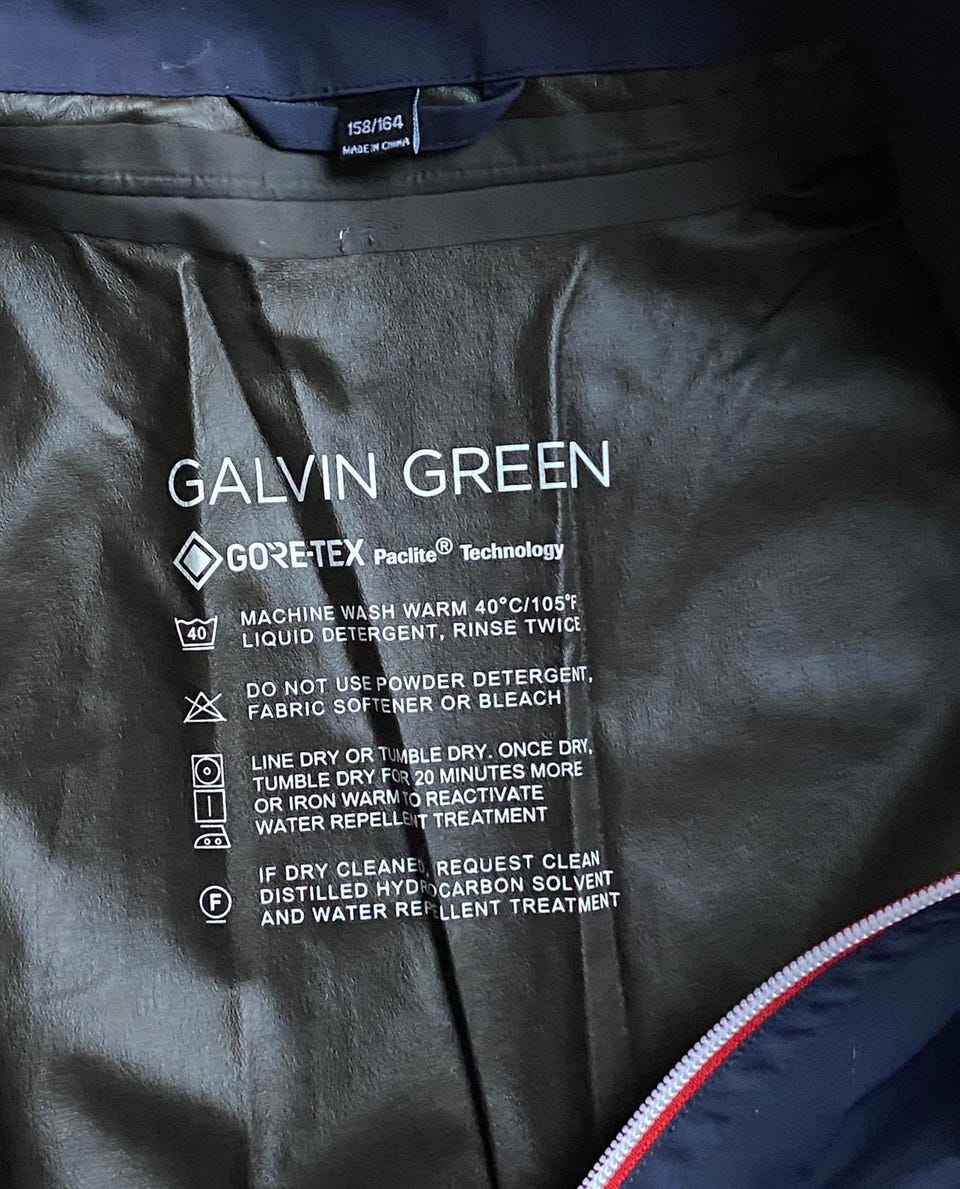 158/164
MADE IN CHINA
GALVIN GREEN
GORE-TEX Paclite® Technology
40
MACHINE WASH WARM 40°C/105°F
LIQUID DETERGENT, RINSE TWICE
DO NOT USE POWDER DETERGENT,
FABRIC SOFTENER OR BLEACH
LINE DRY OR TUMBLE DRY. ONCE DRY,
TUMBLE DRY FOR 20 MINUTES MORE
OR IRON WARM TO REACTIVATE
WATER REPELLENT TREATMENT
IF DRY CLEANED, REQUEST CLEAN
F
DISTILLED HYDROCARBON SOLVENT
AND WATER REPELLENT TREATMENT